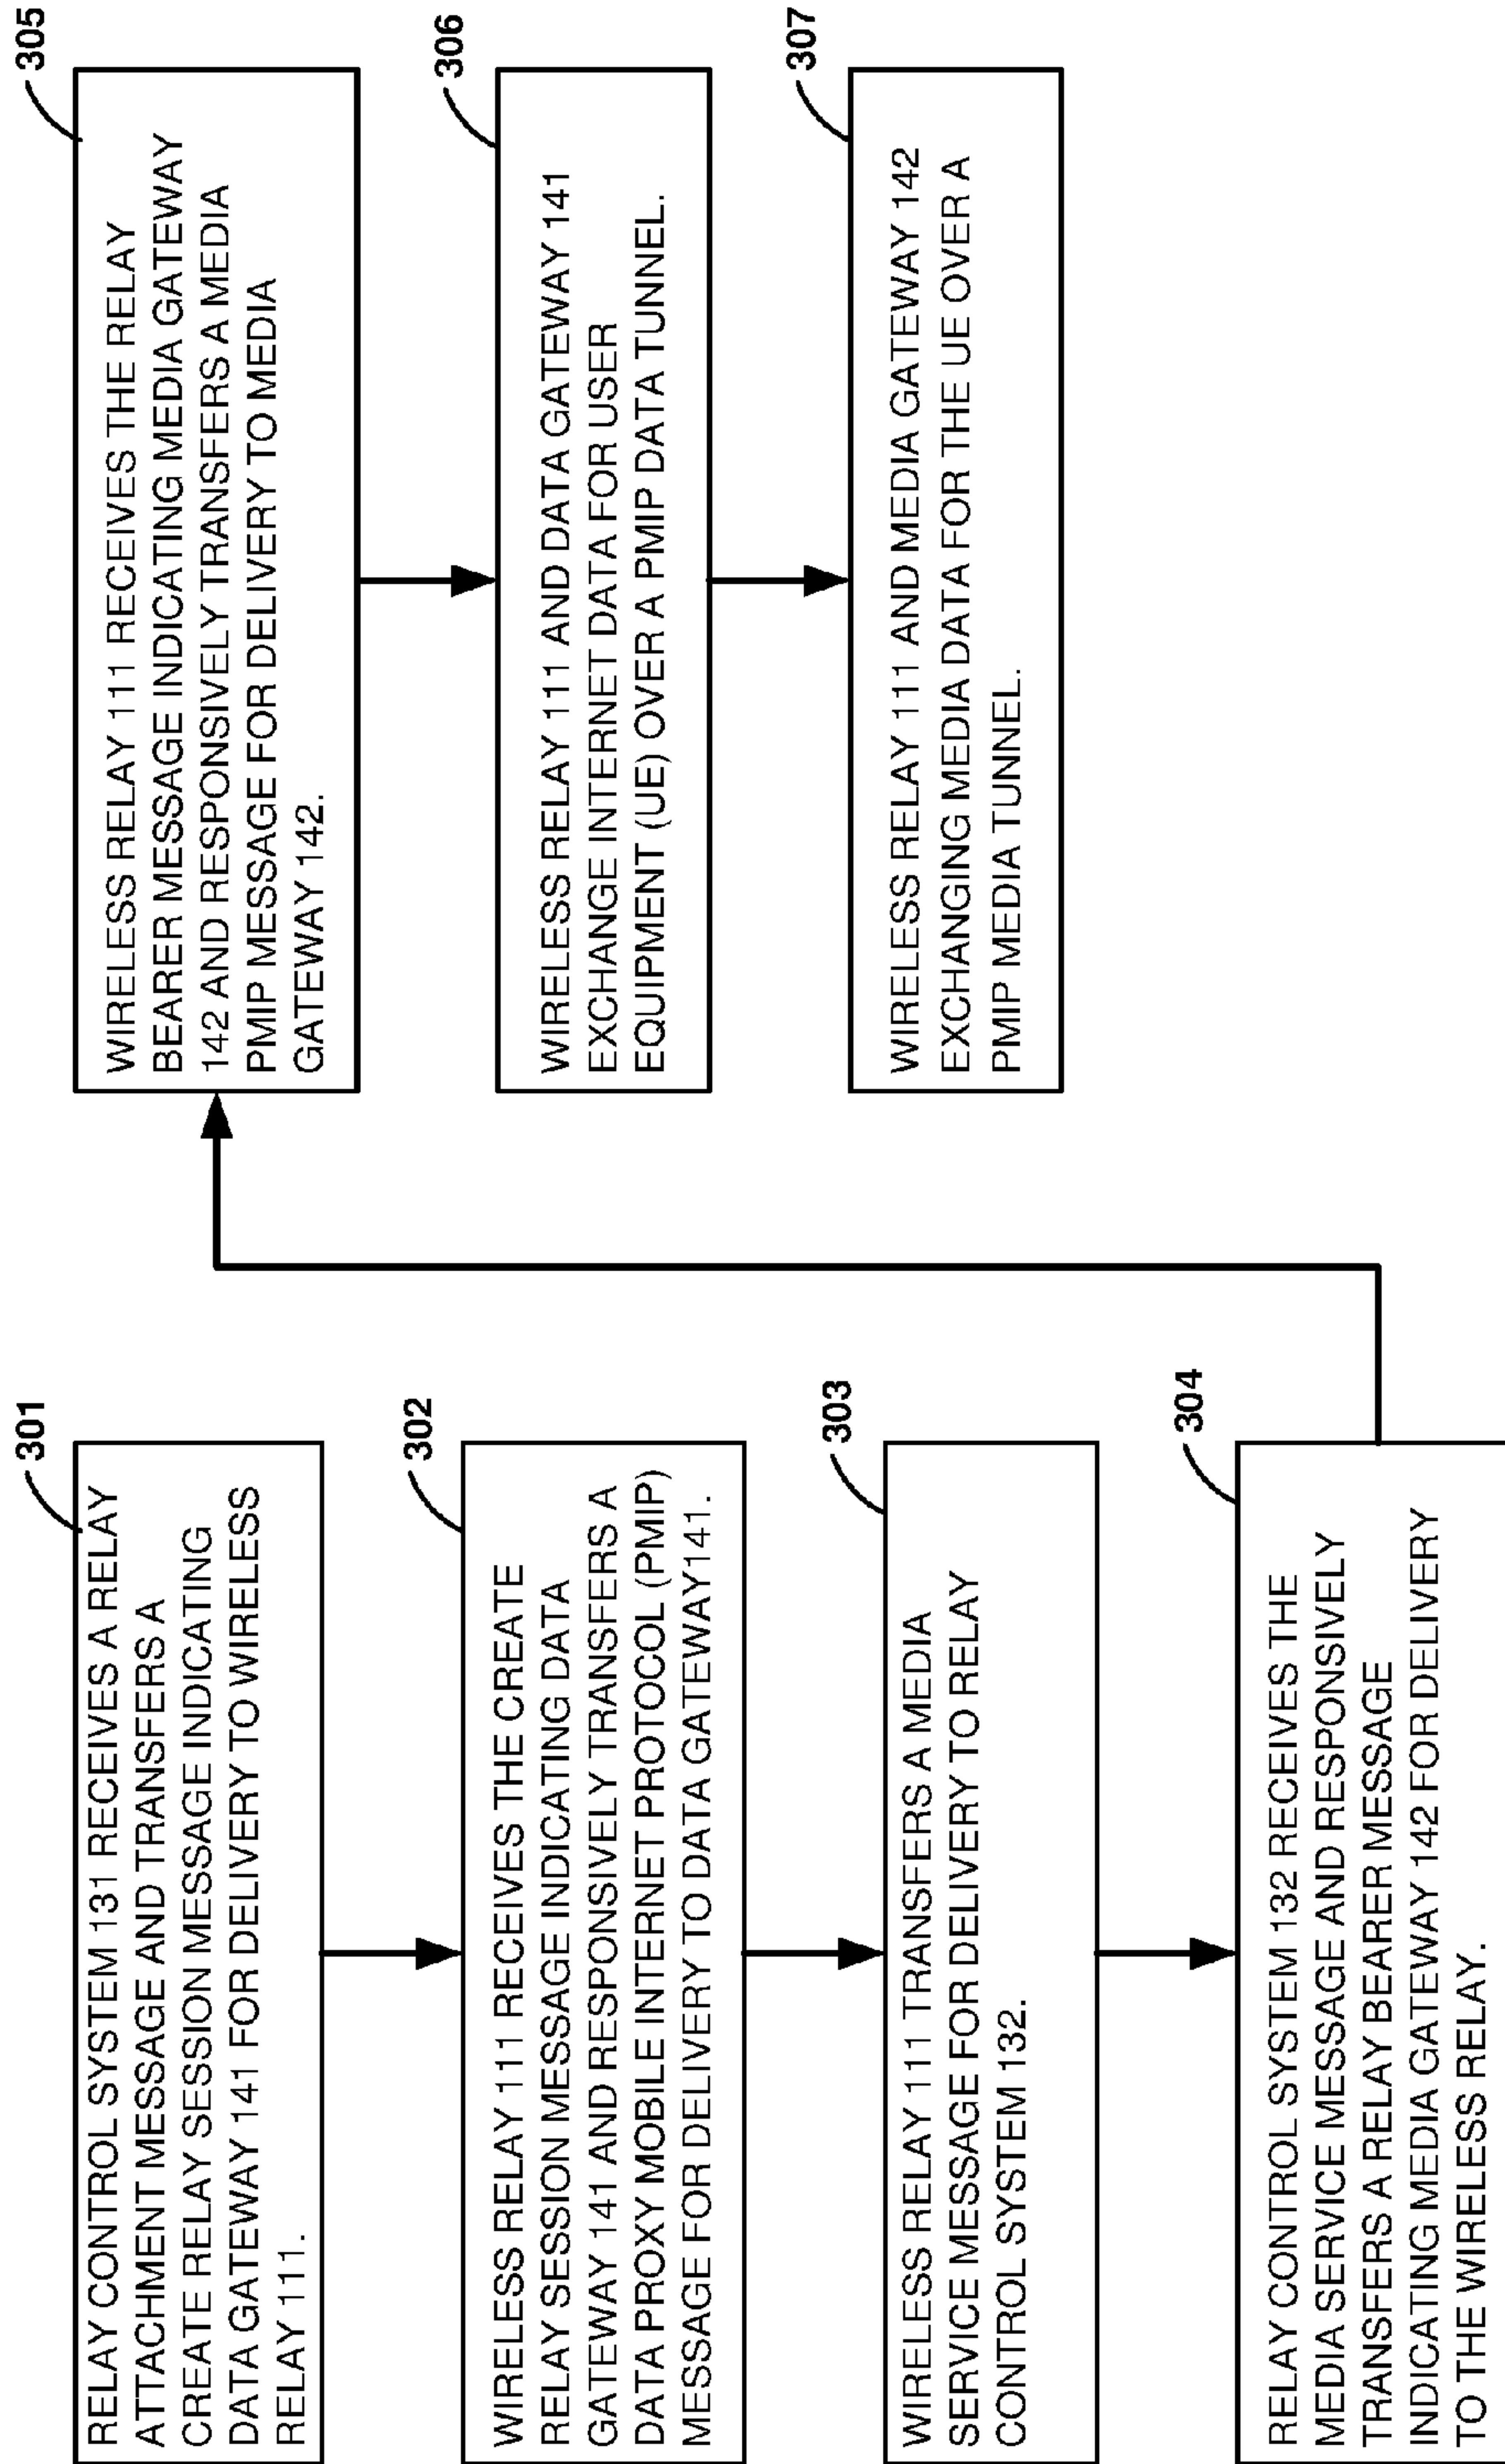 301
RELAY CONTROL SYSTEM 131 RECEIVES A RELAY
ATTACHMENT MESSAGE AND TRANSFERS A
CREATE RELAY SESSION MESSAGE INDICATING
DATA GATEWAY 141 FOR DELIVERY TO WIRELESS
RELAY 111.
302
WIRELESS RELAY 111 RECEIVES THE CREATE
RELAY SESSION MESSAGE INDICATING DATA
GATEWAY 141 AND RESPONSIVELY TRANSFERS A
DATA PROXY MOBILE INTERNET PROTOCOL (PMIP)
MESSAGE FOR DELIVERY TO DATA GATEWAY141.
303
WIRELESS RELAY 111 TRANSFERS A MEDIA
SERVICE MESSAGE FOR DELIVERY TO RELAY
CONTROL SYSTEM 132.
304
RELAY CONTROL SYSTEM 132 RECEIVES THE
MEDIA SERVICE MESSAGE AND RESPONSIVELY
TRANSFERS A RELAY BEARER MESSAGE
INDICATING MEDIA GATEWAY 142 FOR DELIVERY
TO THE WIRELESS RELAY.
305
WIRELESS RELAY 111 RECEIVES THE RELAY
BEARER MESSAGE INDICATING MEDIA GATEWAY
142 AND RESPONSIVELY TRANSFERS A MEDIA
PMIP MESSAGE FOR DELIVERY TO MEDIA
GATEWAY 142.
306
WIRELESS RELAY 111 AND DATA GATEWAY 141
EXCHANGE INTERNET DATA FOR USER
EQUIPMENT (UE) OVER A PMIP DATA TUNNEL.
307
WIRELESS RELAY 111 AND MEDIA GATEWAY 142
EXCHANGING MEDIA DATA FOR THE UE OVER A
PMIP MEDIA TUNNEL.